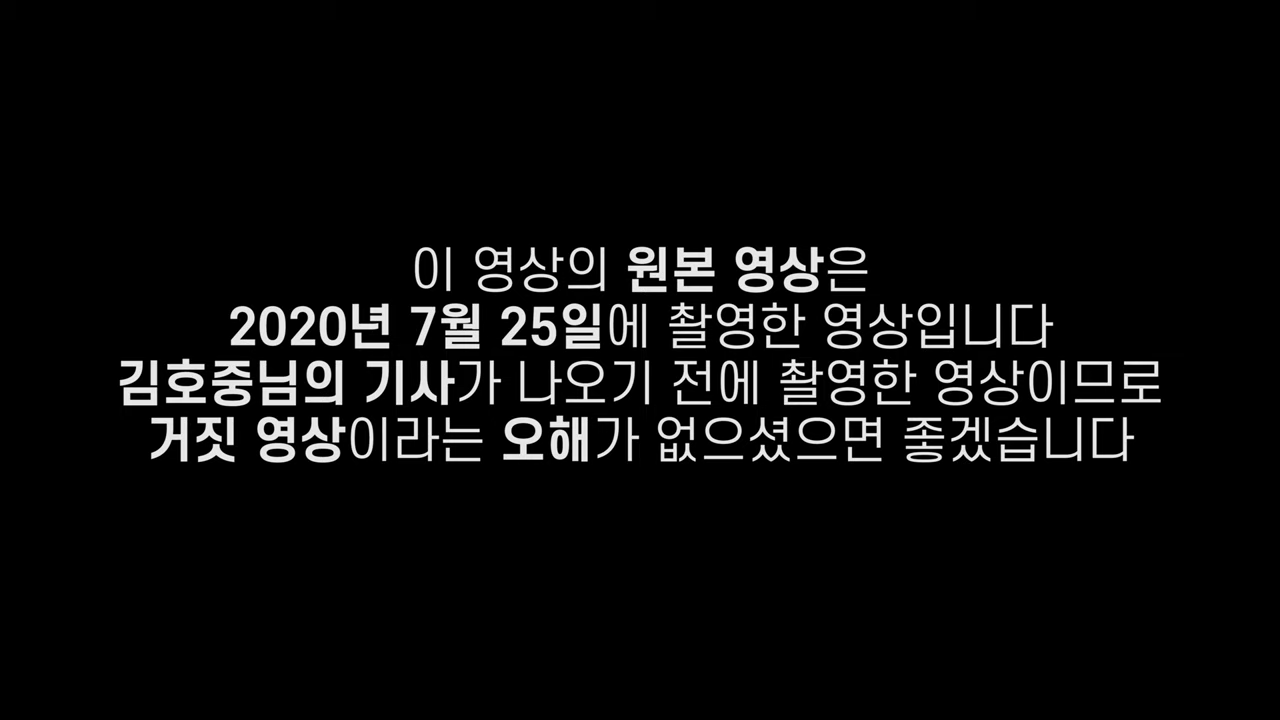 이 영상의 원본 영상은
2020년 7월 25일에 촬영한 영상입니다
김호중님의 기사가 나오기 전에 촬영한 영상이므로
거짓 영상이라는 오해가 없으셨으면 좋겠습니다